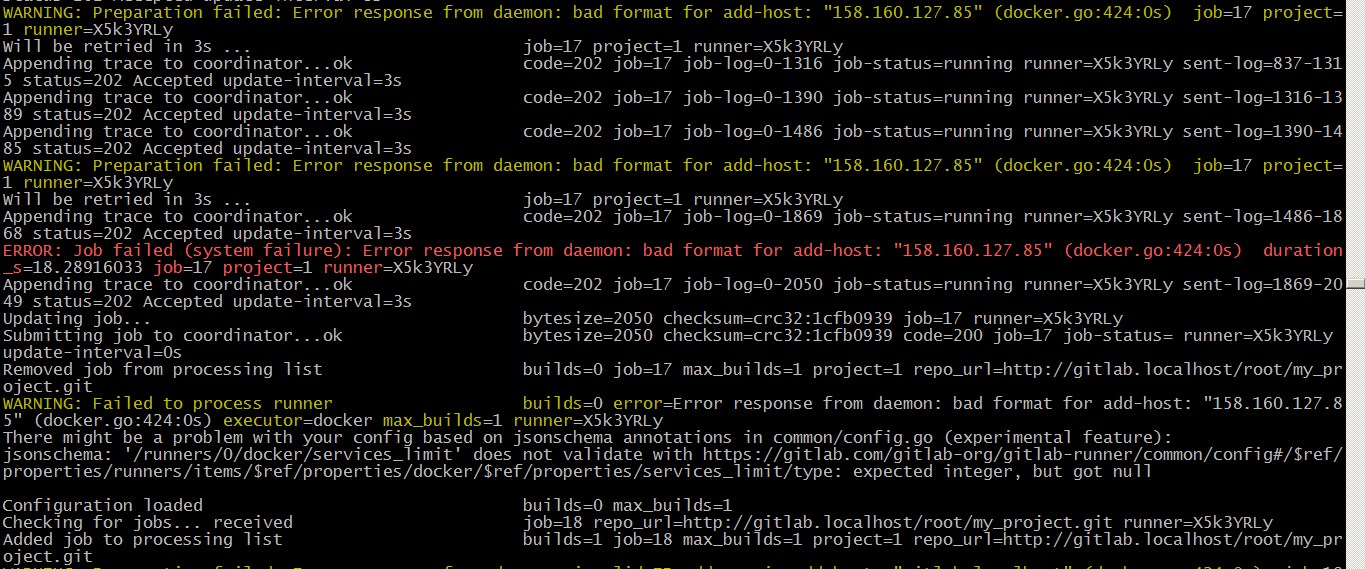 WARNING: Preparation failed: Error response from daemon: bad format for add-host: "158.160.127.85" (docker.go:424:0s)  job=17 project=
1 runner=X5k3YRLy
Will be retried in 3s ...                           job=17 project=1 runner=X5k3YRLy
Appending trace to coordinator...ok                 code=202 job=17 job-log=0-1316 job-status=running runner=X5k3YRLy sent-log=837-131
5 status=202 Accepted update-interval=3s
Appending trace to coordinator...ok                 code=202 job=17 job-log=0-1390 job-status=running runner=X5k3YRLy sent-log=1316-13
89 status=202 Accepted update-interval=3s
Appending trace to coordinator...ok                 code=202 job=17 job-log=0-1486 job-status=running runner=X5k3YRLy sent-log=1390-14
85 status=202 Accepted update-interval=3s
WARNING: Preparation failed: Error response from daemon: bad format for add-host: "158.160.127.85" (docker.go:424:0s)  job=17 project=
1 runner=X5k3YRLy
Will be retried in 3s ...                           job=17 project=1 runner=X5k3YRLy
Appending trace to coordinator...ok                 code=202 job=17 job-log=0-1869 job-status=running runner=X5k3YRLy sent-log=1486-18
68 status=202 Accepted update-interval=3s
ERROR: Job failed (system failure): Error response from daemon: bad format for add-host: "158.160.127.85" (docker.go:424:0s)  duration
_s=18.28916033 job=17 project=1 runner=X5k3YRLy
Appending trace to coordinator...ok                 code=202 job=17 job-log=0-2050 job-status=running runner=X5k3YRLy sent-log=1869-20
49 status=202 Accepted update-interval=3s
Updating job...                                     bytesize=2050 checksum=crc32:1cfb0939 job=17 runner=X5k3YRLy
Submitting job to coordinator...ok                  bytesize=2050 checksum=crc32:1cfb0939 code=200 job=17 job-status= runner=X5k3YRLy
update-interval=0s
Removed job from processing list                    builds=0 job=17 max_builds=1 project=1 repo_url=http://gitlab.localhost/root/my_pr
oject.git
WARNING: Failed to process runner                   builds=0 error=Error response from daemon: bad format for add-host: "158.160.127.8
5" (docker.go:424:0s) executor=docker max_builds=1 runner=X5k3YRLy
There might be a problem with your config based on jsonschema annotations in common/config.go (experimental feature):
jsonschema: '/runners/0/docker/services_limit' does not validate with https://gitlab.com/gitlab-org/gitlab-runner/common/config#/$ref/
properties/runners/items/$ref/properties/docker/$ref/properties/services_limit/type: expected integer, but got null
Configuration loaded                                builds=0 max_builds=1
Checking for jobs... received                       job=18 repo_url=http://gitlab.localhost/root/my_project.git runner=X5k3YRLy
Added job to processing list                        builds=1 job=18 max_builds=1 project=1 repo_url=http://gitlab.localhost/root/my_pr
oject.git